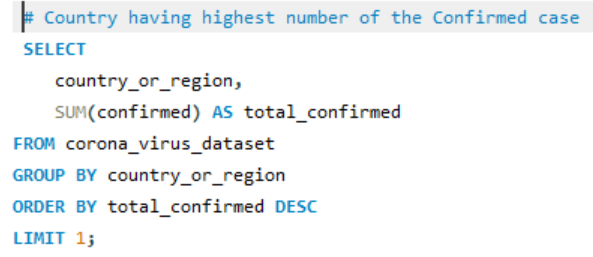 # Country having highest number of the Confirmed case
SELECT
country_or_region,
SUM(confirmed) AS total_confirmed
FROM corona_virus_dataset
GROUP BY country_or_region
ORDER BY total_confirmed DESC
LIMIT 1;